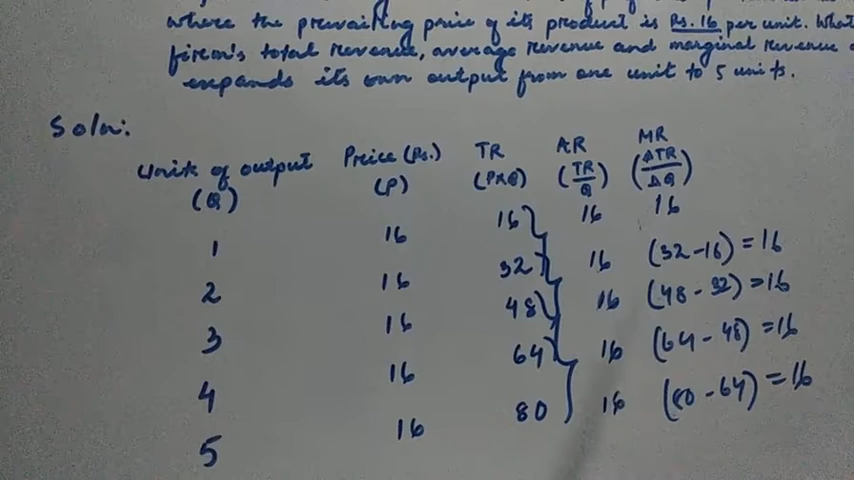 where the prevailing price of its product is Rs. 16 per unit. What
firm's total revenue, average revenue and marginal revenue
expands its own output from one unit to 5 units.
Soln:
Units of output (Q) Price (Rs.) (P) TR (PXQ) AR (TR/Q) MR (ΔTR/ΔQ)
1 16 16 16 16
2 16 32 16 (32-16) = 16
3 16 48 16 (48-32) = 16
4 16 64 16 (64-48) = 16
5 16 80 16 (80-64) = 16